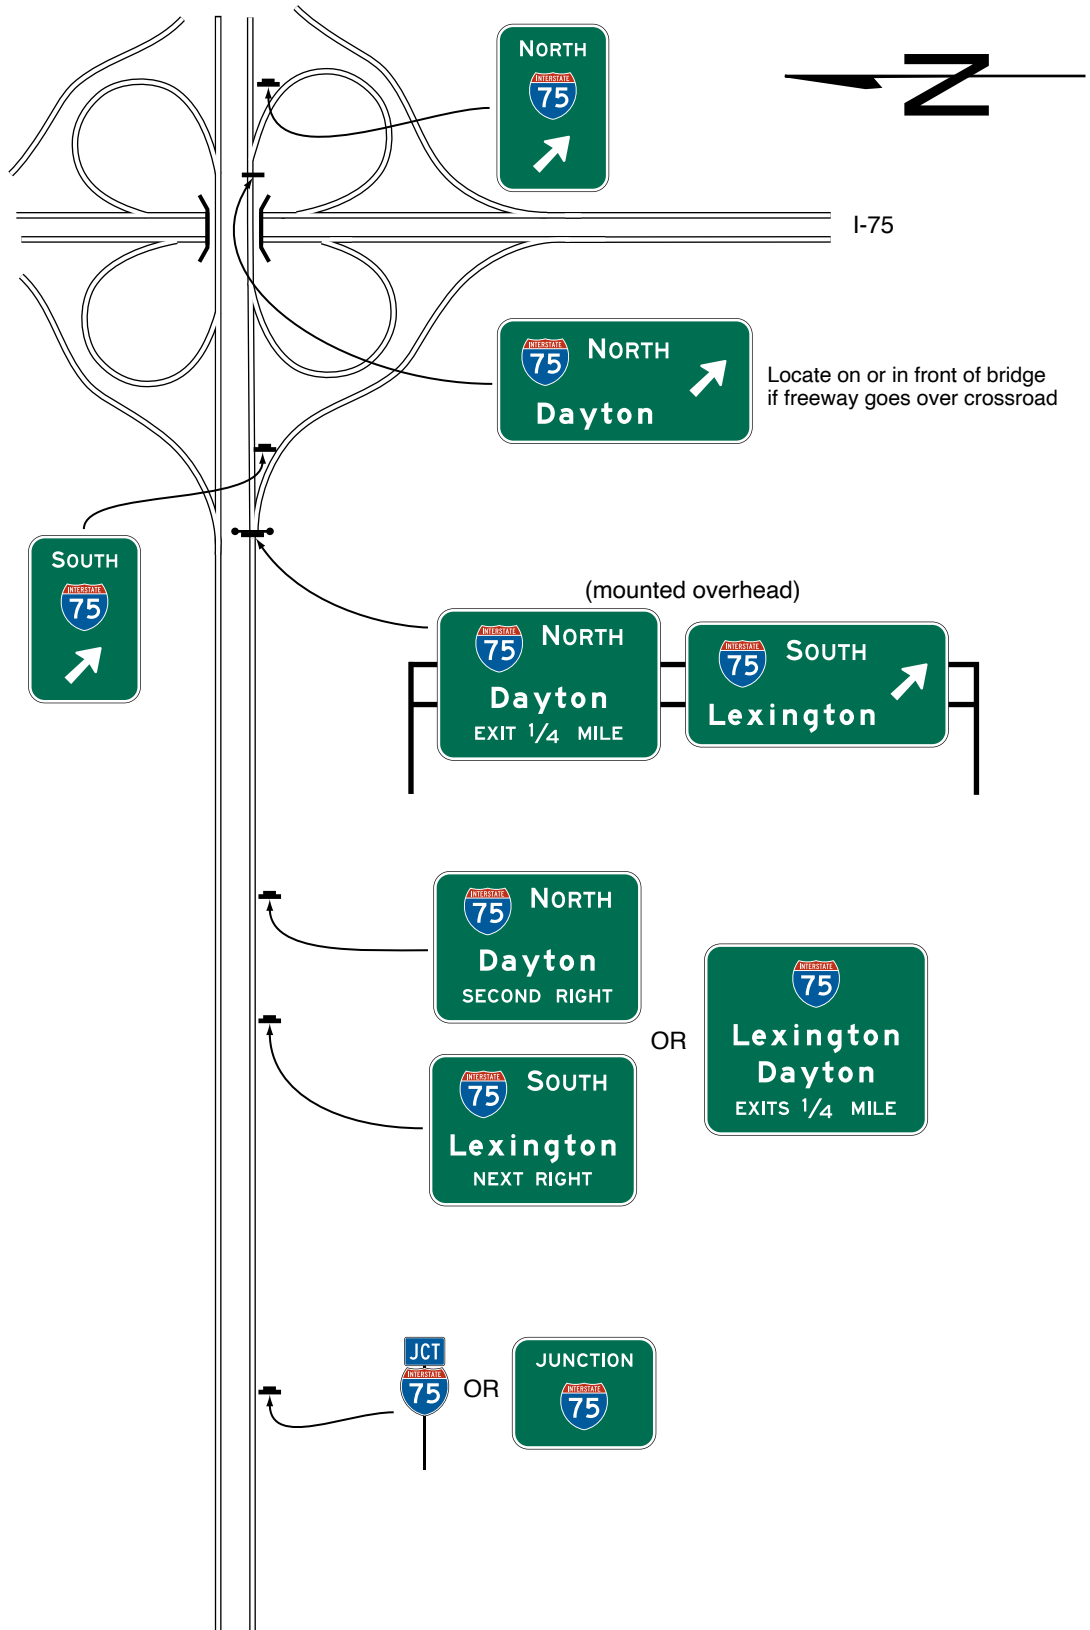 NORTH
INTERSTATE
75
N
I-75
INTERSTATE
75
NORTH
Dayton
Locate on or in front of bridge
if freeway goes over crossroad
SOUTH
INTERSTATE
75
(mounted overhead)
INTERSTATE
75
NORTH
Dayton
EXIT 1/4 MILE
INTERSTATE
75
SOUTH
Lexington
INTERSTATE
75
NORTH
Dayton
SECOND RIGHT
OR
INTERSTATE
75
Lexington
Dayton
EXITS 1/4 MILE
INTERSTATE
75
SOUTH
Lexington
NEXT RIGHT
JCT
INTERSTATE
75
OR
JUNCTION
INTERSTATE
75